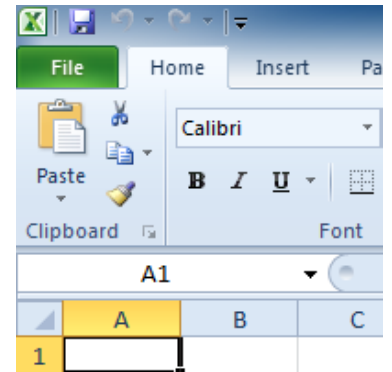 File Home Insert Pa
Calibri
Paste
B I U
Clipboard Font
A1
A B C
1